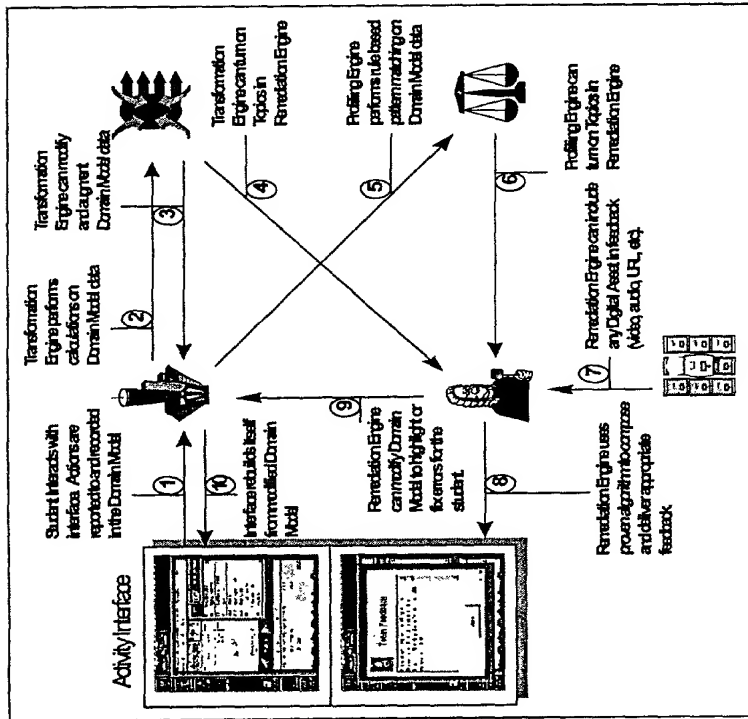 Activity Interface
Student Interacts with
Interface. Actions are
reported to and recorded
in the Domain Model
1
10
Interface rebuilds itself
from modified Domain
Model
Transformation
Engine performs
calculations on
Domain Model data
2
Transformation
Engine can modify
and augment
Domain Model data
3
Transformation
Engine can turn on
Topics in
Remediation Engine
4
Profiling Engine
performs rule based
pattern matching on
Domain Model data
5
6
Profiling Engine can
turn on Topics in
Remediation Engine
Remediation Engine can include
any Digital Asset in feedback
(video, audio, URL, etc).
7
9
Remediation Engine
can modify Domain
Model to highlight or
fix errors for the
student.
8
Remediation Engine uses
proven algorithm to compose
and deliver appropriate
feedback